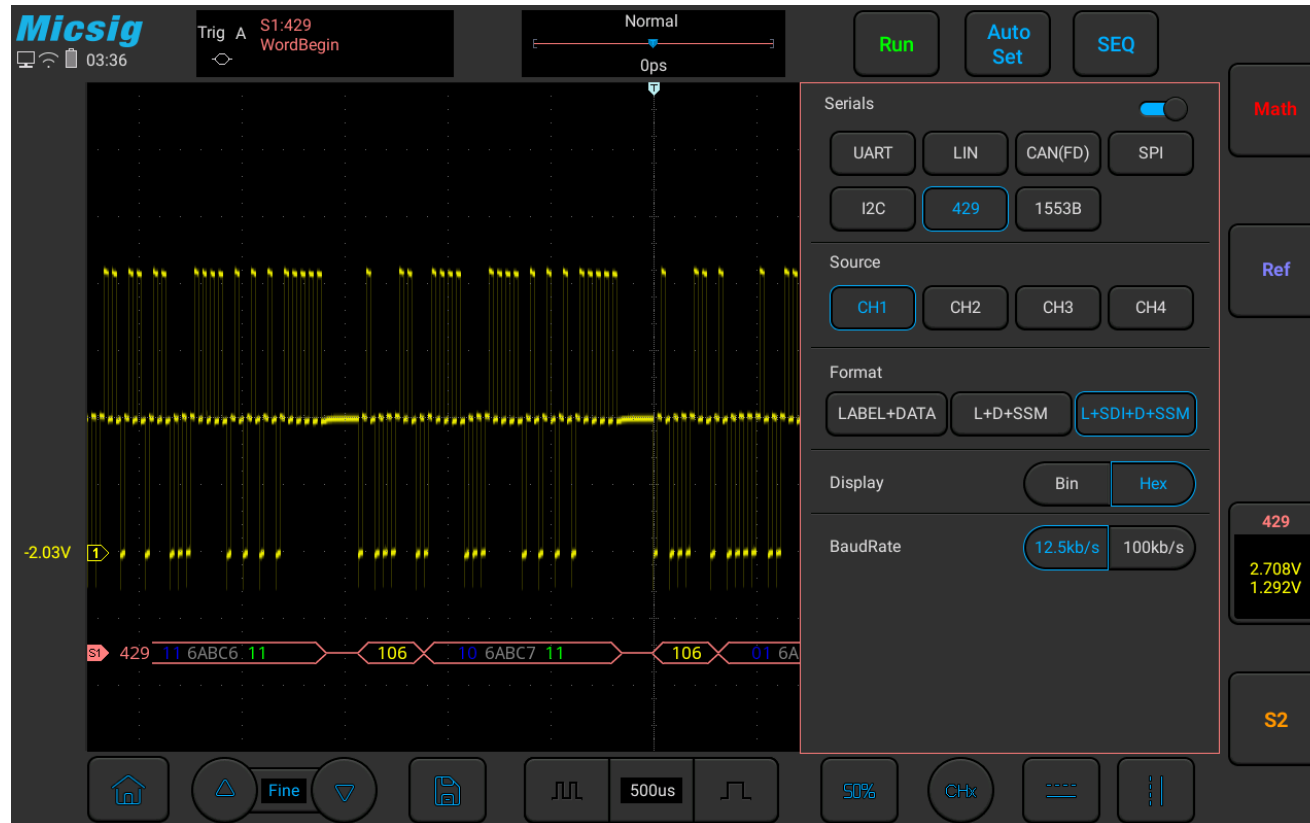 Micsig
03:36
Trig A S1:429
WordBegin
Normal
0ps
Run
Auto
Set
SEQ
T
Serials
UART LIN CAN(FD) SPI
I2C 429 1553B
Source
CH1 CH2 CH3 CH4
Format
LABEL+DATA L+D+SSM L+SDI+D+SSM
Display Bin Hex
BaudRate 12.5kb/s 100kb/s
Math
Ref
429
2.708V
1.292V
S2
-2.03V 1
S1 429 11 6ABC6 11 106 10 6ABC7 11 106 01 6A
Fine
500us
50%
CHx